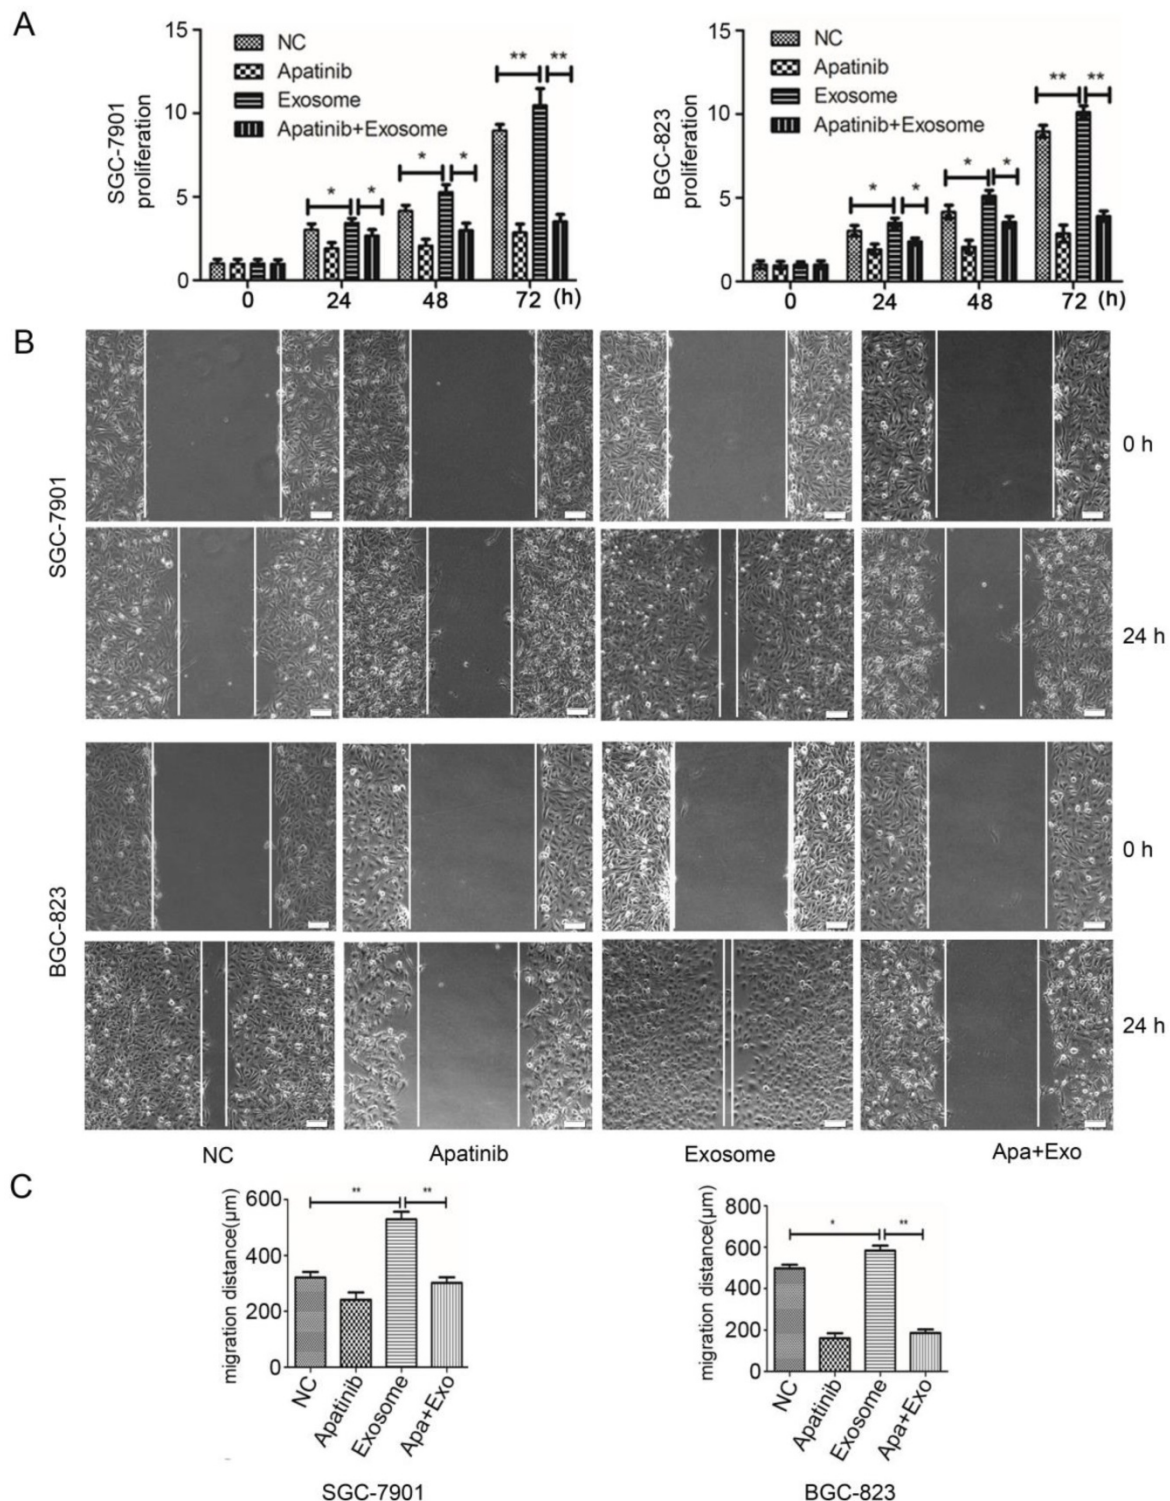 A
SGC-7901
proliferation
15
10
5
0
NC
Apatinib
Exosome
Apatinib+Exosome
* * * * ** **
0 24 48 72 (h)
BGC-823
proliferation
15
10
5
0
NC
Apatinib
Exosome
Apatinib+Exosome
* * * * ** **
0 24 48 72 (h)
B
SGC-7901
0 h
24 h
BGC-823
0 h
24 h
NC Apatinib Exosome Apa+Exo
C
migration distance(μm)
600
400
200
0
** **
NC
Apatinib
Exosome
Apa+Exo
SGC-7901
migration distance(μm)
800
600
400
200
0
* **
NC
Apatinib
Exosome
Apa+Exo
BGC-823